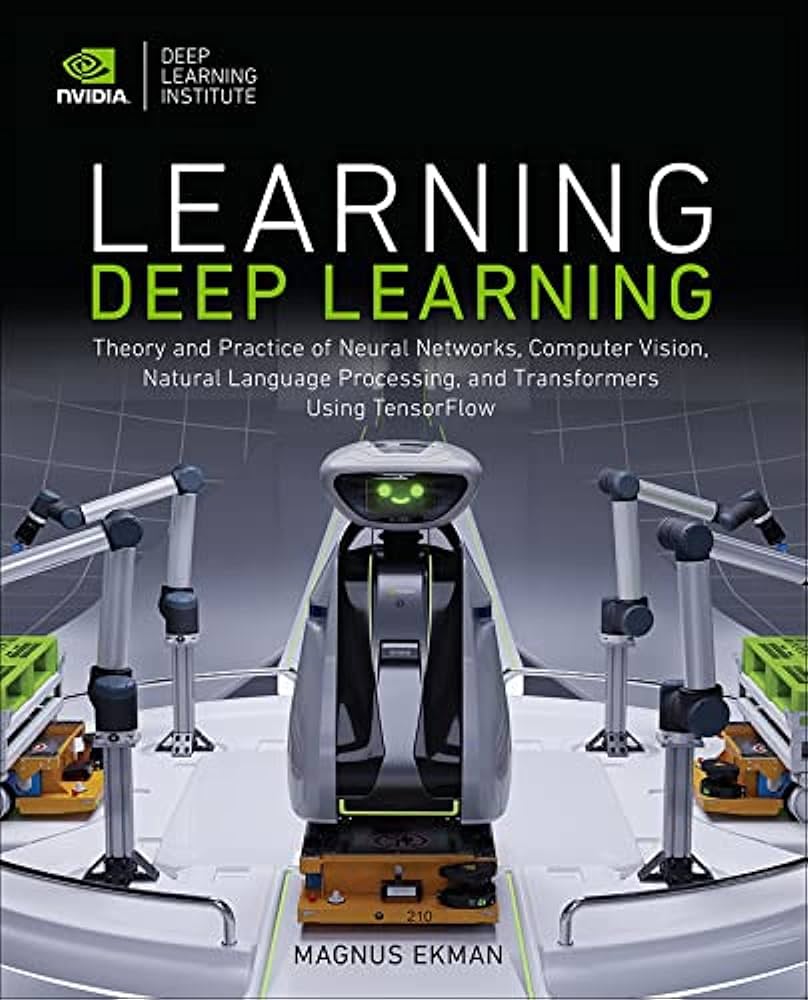 NVIDIA.
DEEP
LEARNING
INSTITUTE
LEARNING
DEEP LEARNING
Theory and Practice of Neural Networks, Computer Vision,
Natural Language Processing, and Transformers
Using TensorFlow
210
MAGNUS EKMAN